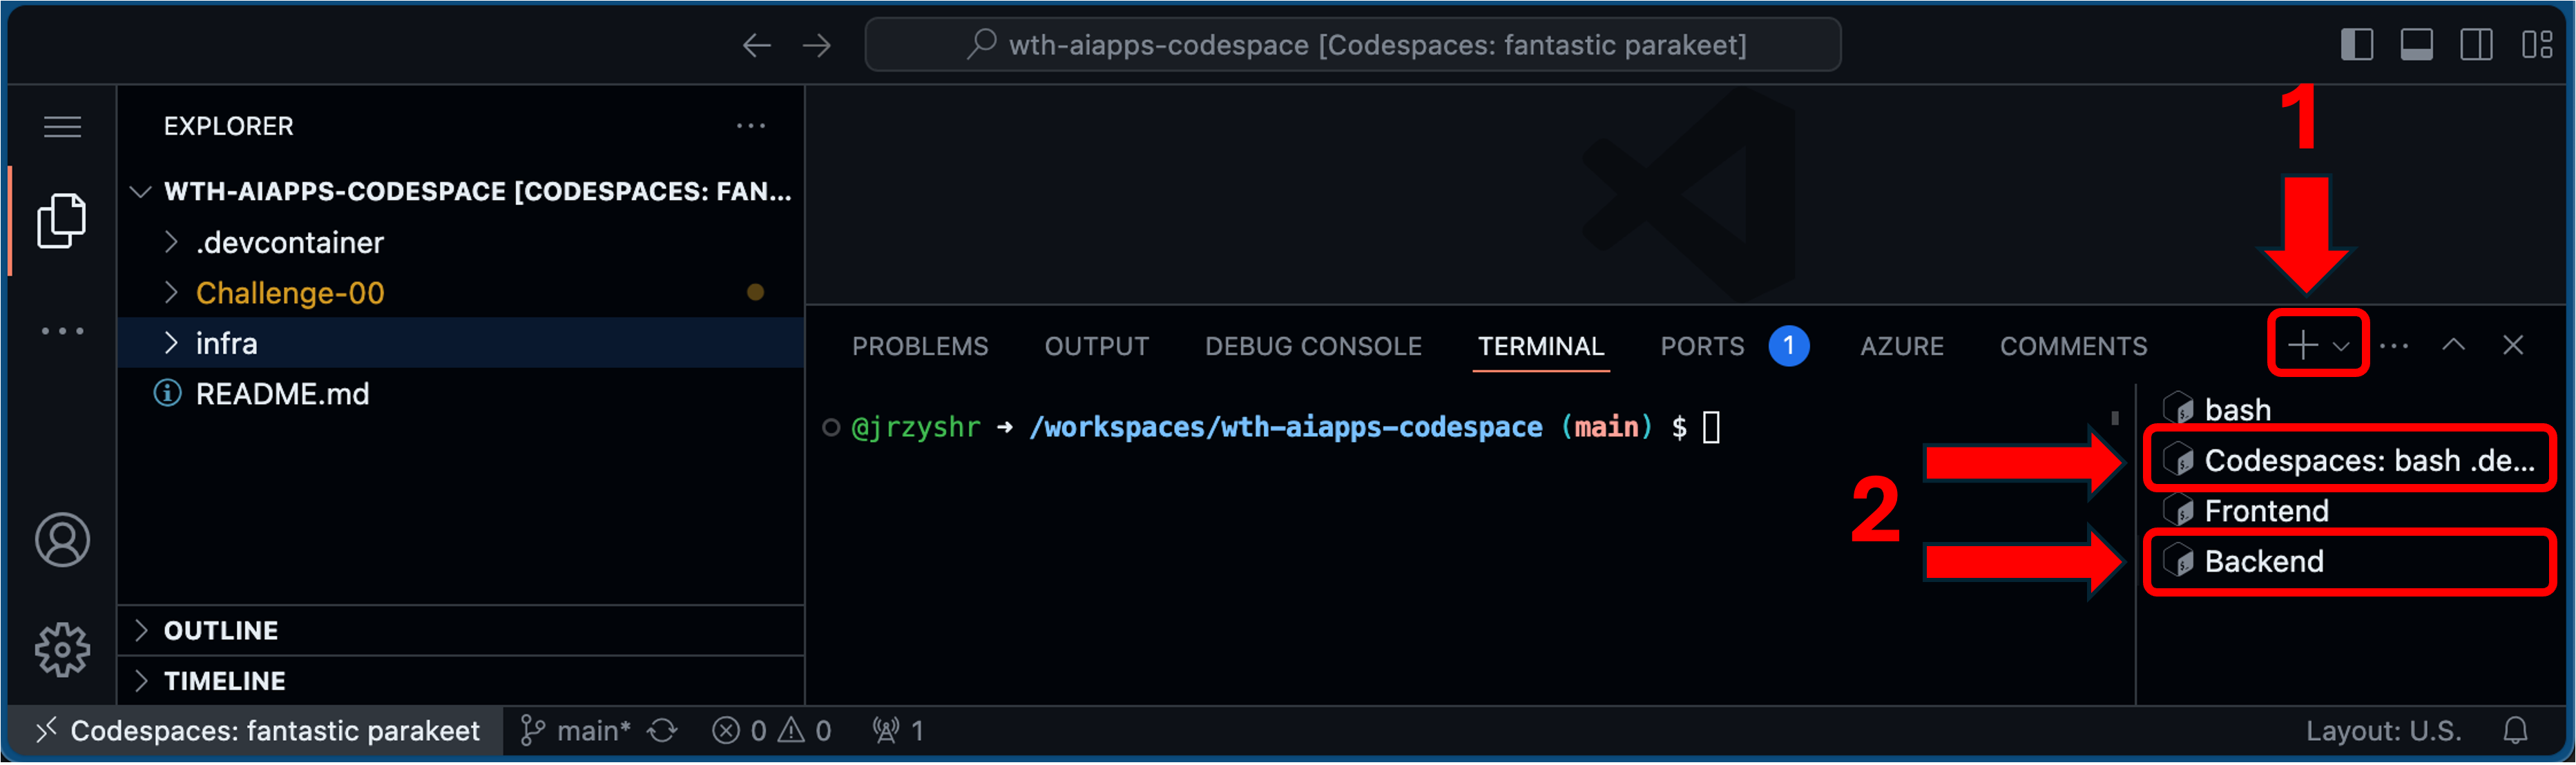 wth-aiapps-codespace [Codespaces: fantastic parakeet]
1
EXPLORER
WTH-AIAPPS-CODESPACE [CODESPACES: FAN...
.devcontainer
Challenge-00
infra
README.md
OUTLINE
TIMELINE
PROBLEMS OUTPUT DEBUG CONSOLE TERMINAL PORTS 1 AZURE COMMENTS
@jrzyshr → /workspaces/wth-aiapps-codespace (main) $
2
bash
Codespaces: bash .de...
Frontend
Backend
Codespaces: fantastic parakeet main* 0 0 1 Layout: U.S.